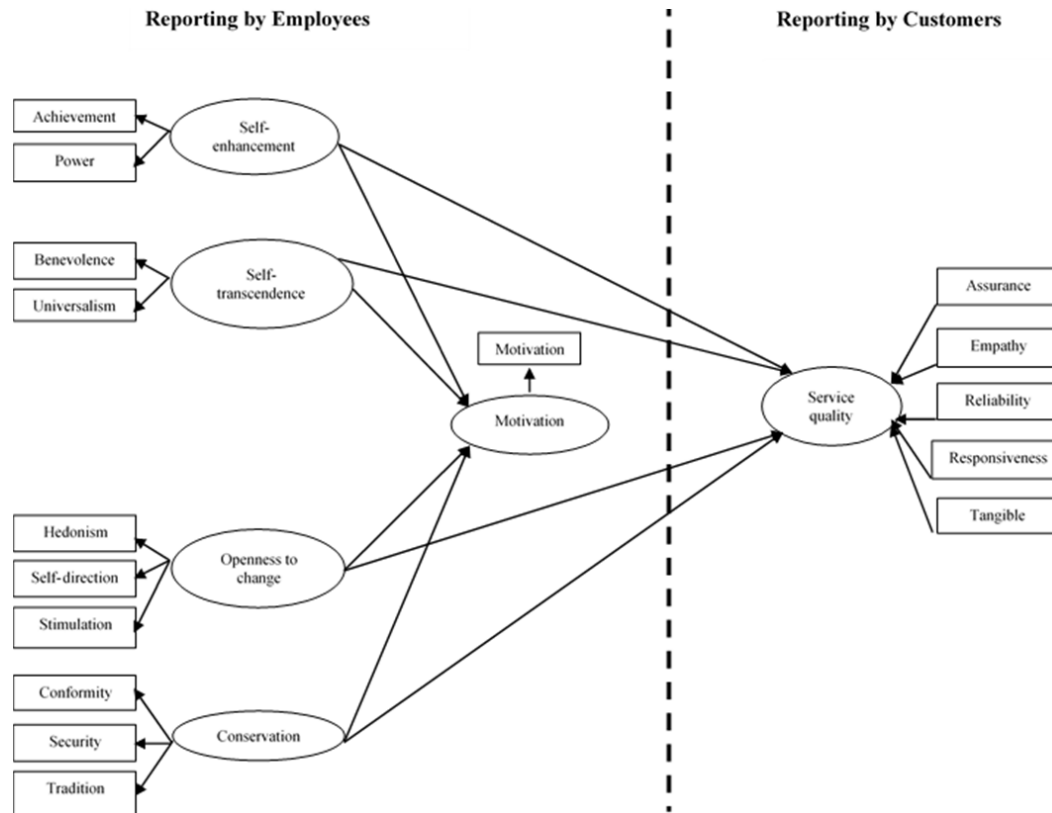 Reporting by Employees
Reporting by Customers
Achievement
Power
Self-
enhancement
Benevolence
Universalism
Self-
transcendence
Motivation
Motivation
Hedonism
Self-direction
Stimulation
Openness to
change
Conformity
Security
Tradition
Conservation
Service
quality
Assurance
Empathy
Reliability
Responsiveness
Tangible